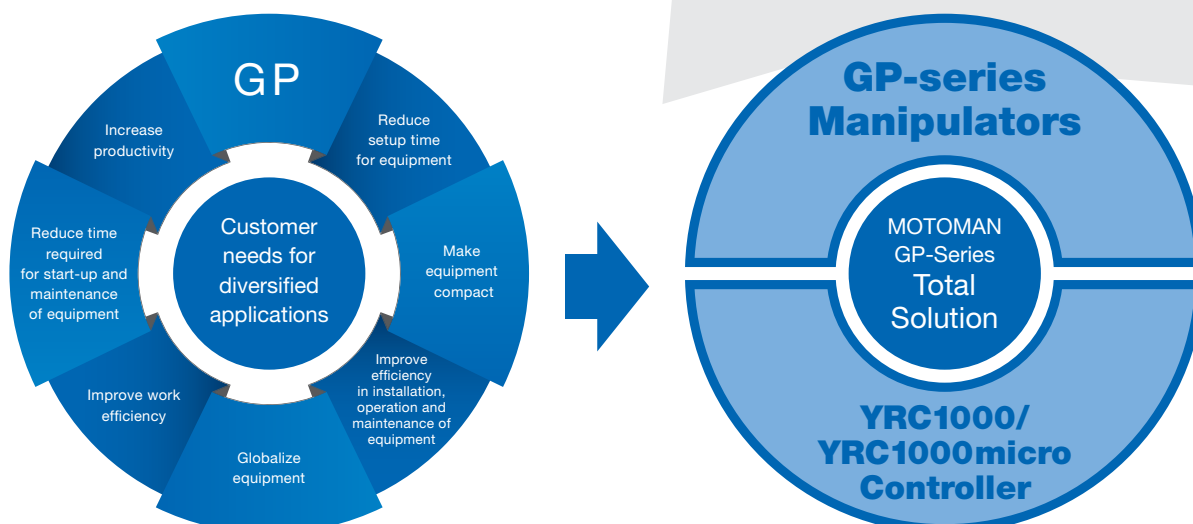 GP
Reduce
setup time
for equipment
Make
equipment
compact
Improve
efficiency
in installation,
operation and
maintenance of
equipment
Globalize
equipment
Improve work
efficiency
Reduce time
required
for start-up and
maintenance
of equipment
Increase
productivity
Customer
needs for
diversified
applications
GP-series
Manipulators
MOTOMAN
GP-Series
Total
Solution
YRC1000/
YRC1000micro
Controller